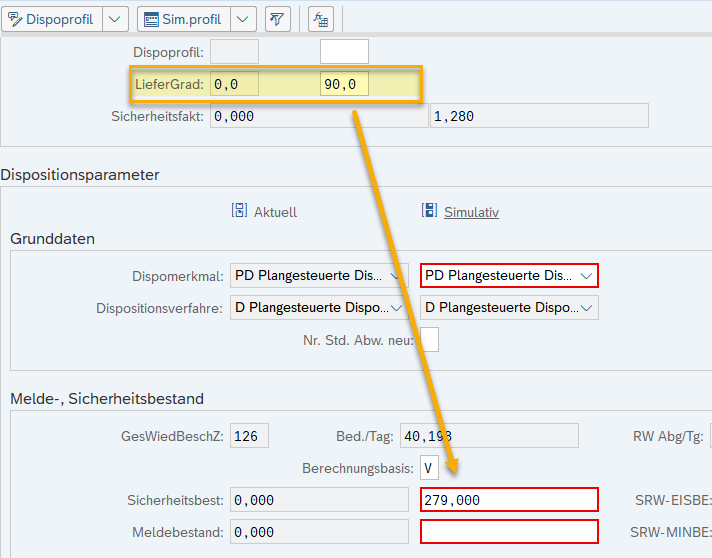 Dispoprofil Sim.profil
Dispoprofil:
LieferGrad: 0,0 90,0
Sicherheitsfakt: 0,000 1,280
Dispositionsparameter
Aktuell Simulativ
Grunddaten
Dispomerkmal: PD Plangesteuerte Dis... PD Plangesteuerte Dis...
Dispositionsverfahre: D Plangesteuerte Dispo... D Plangesteuerte Dispo...
Nr. Std. Abw. neu:
Melde-, Sicherheitsbestand
GesWiedBeschZ: 126 Bed./Tag: 40,193 RW Abg/Tg:
Berechnungsbasis: V
Sicherheitsbest: 0,000 279,000 SRW-EISBE:
Meldebestand: 0,000 SRW-MINBE: